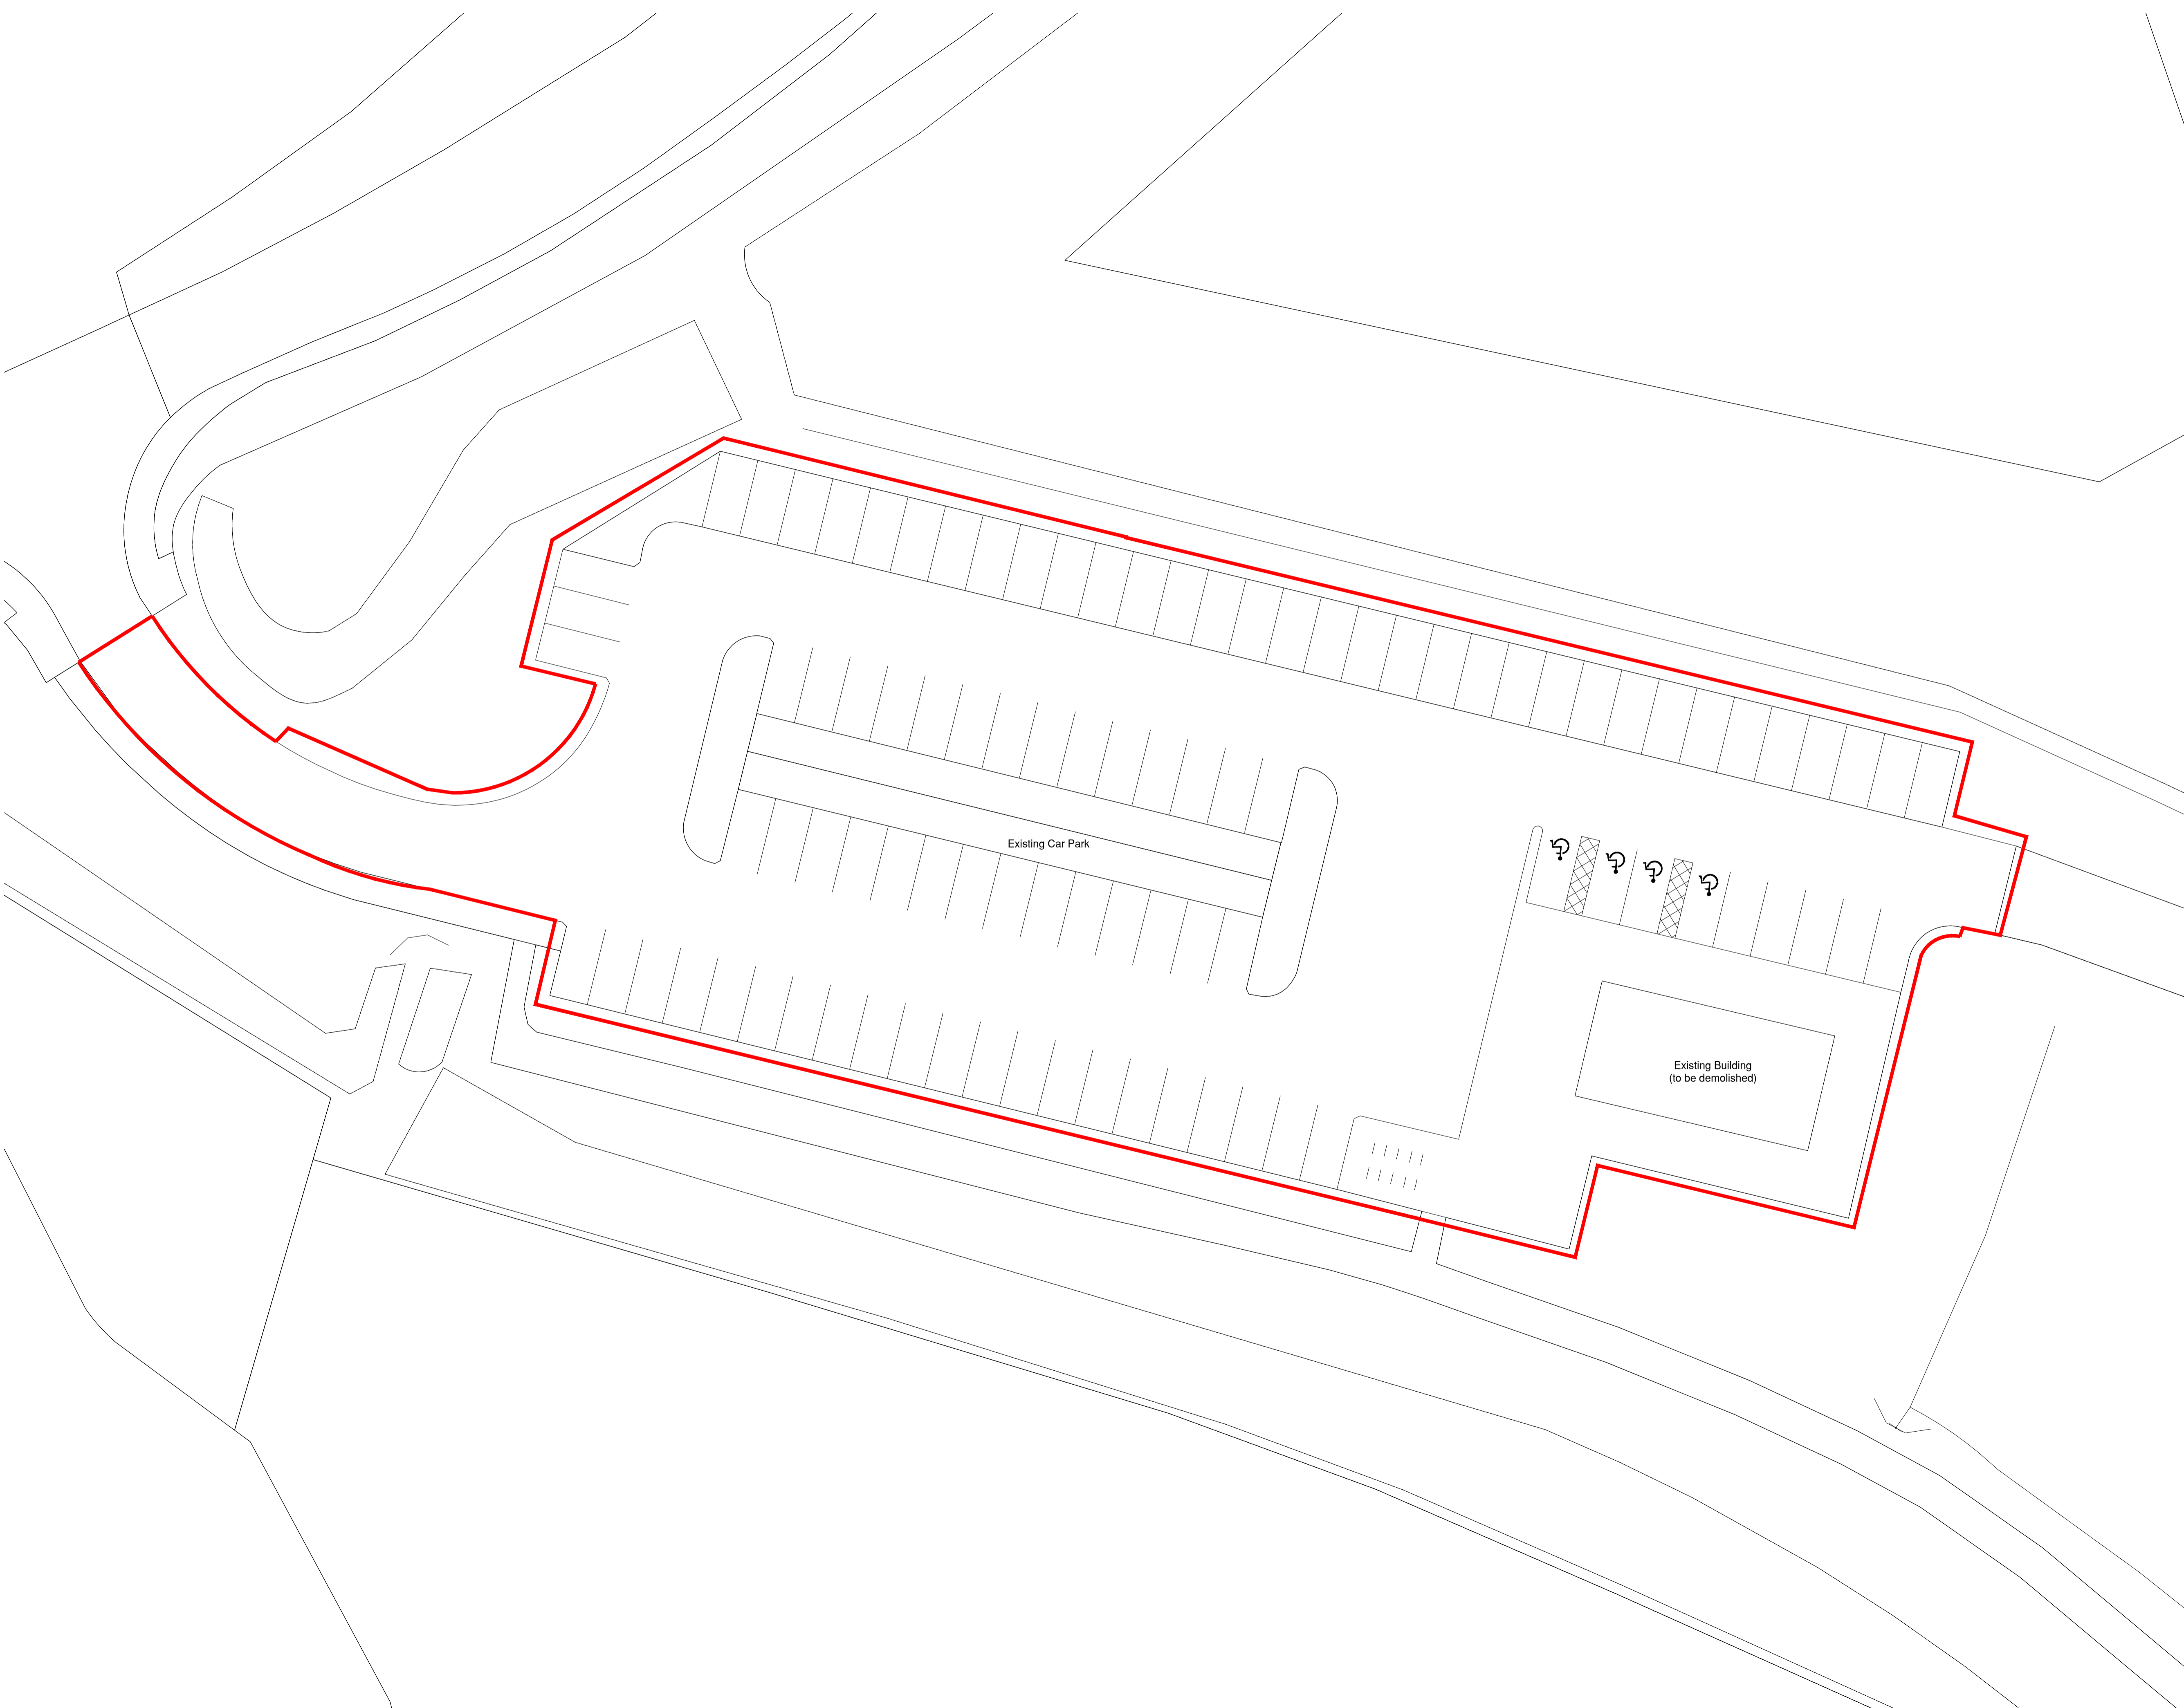 Existing Car Park
Existing Building
(to be demolished)